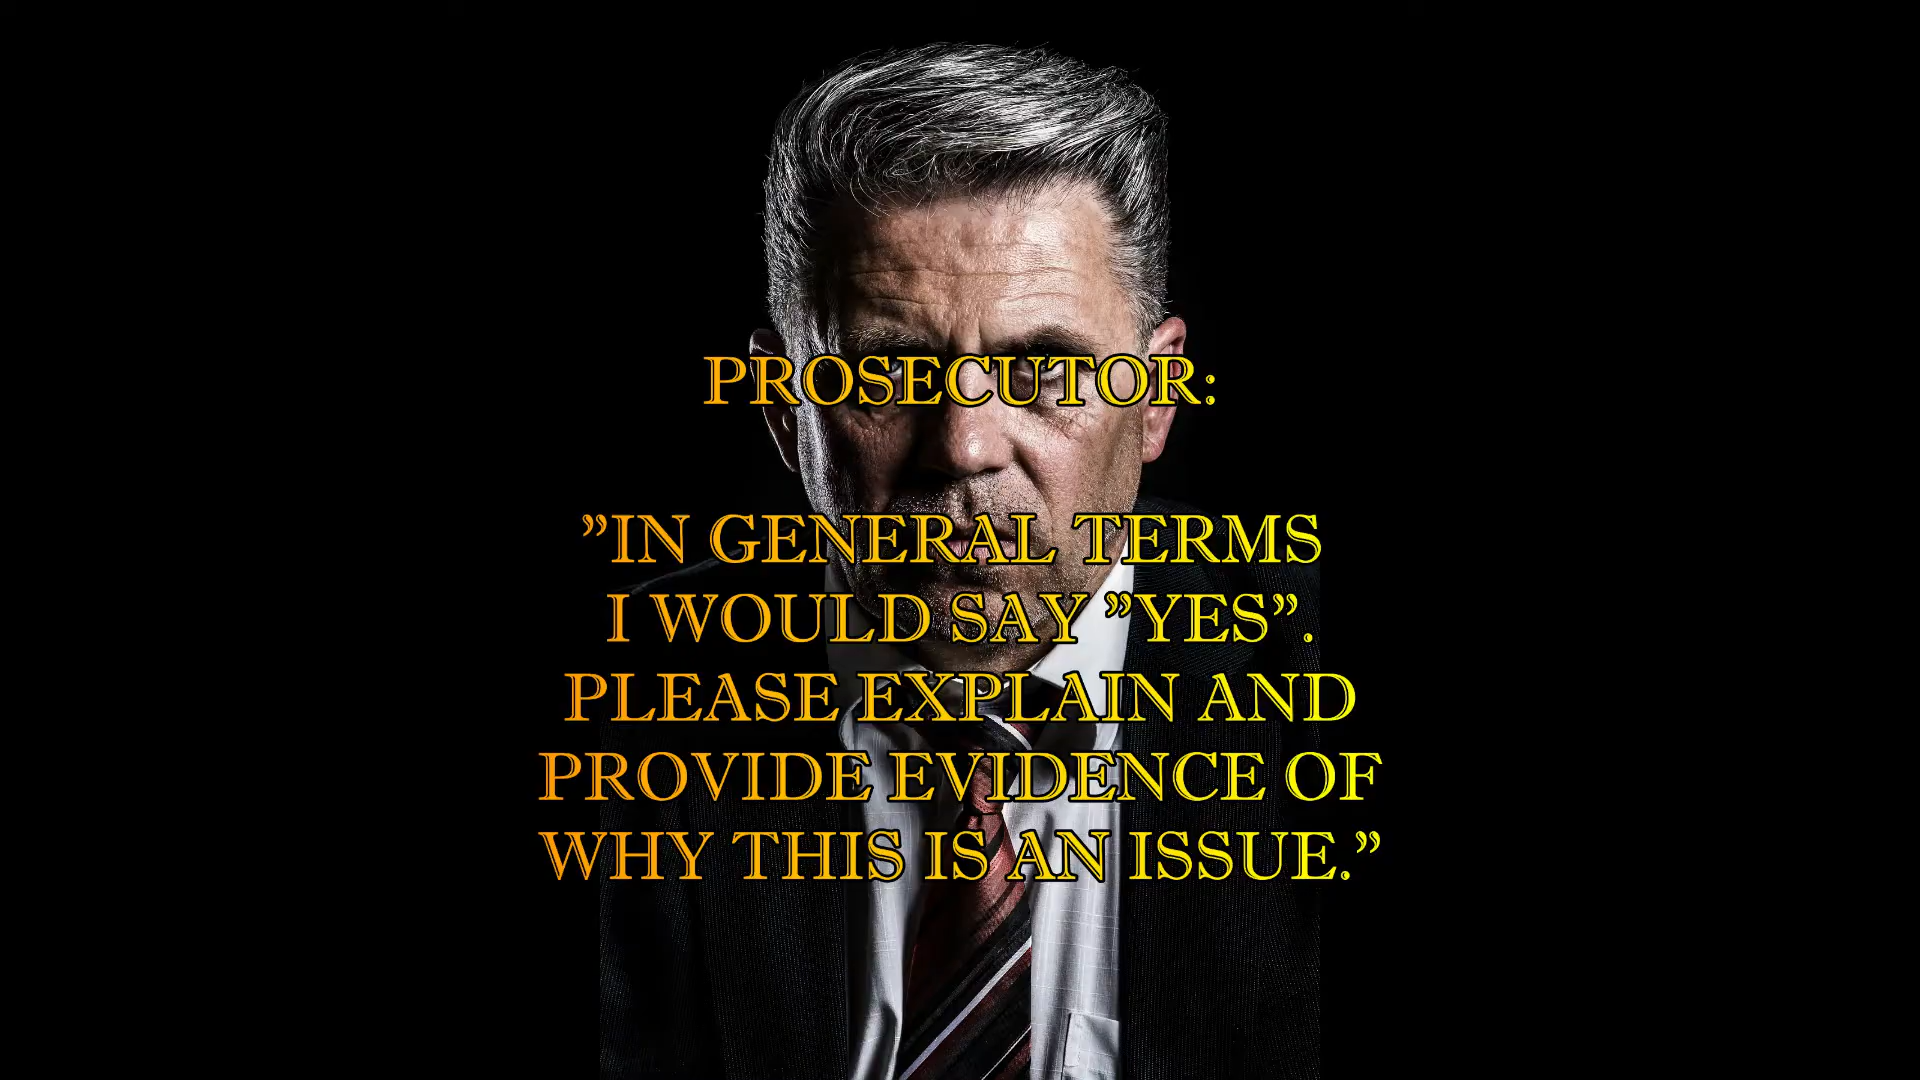 PROSECUTOR:
”IN GENERAL TERMS
I WOULD SAY ”YES”.
PLEASE EXPLAIN AND
PROVIDE EVIDENCE OF
WHY THIS IS AN ISSUE.”